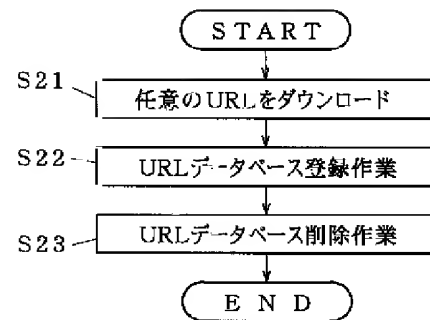 START
S21
任意のURLをダウンロード
S22
URLデータベース登録作業
S23
URLデータベース削除作業
END